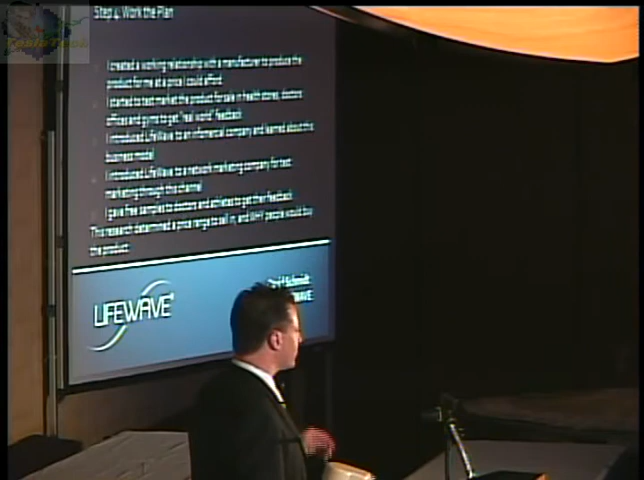 Step 4: Work the Plan
I created a working relationship with a manufacturer to produce the
product for me at a price I could afford
I started to test market the product for sale in health stores, doctors
offices and gyms to get "real world" feedback
I introduced LifeWave to an infomercial company and learned about this
business model
I introduced LifeWave to a network marketing company for test
marketing through this channel
I gave free samples to doctors and athletes to get their feedback
This research determined a price range to sell in, and WHY people would buy
the product
David Schmidt
LIFEWAVE